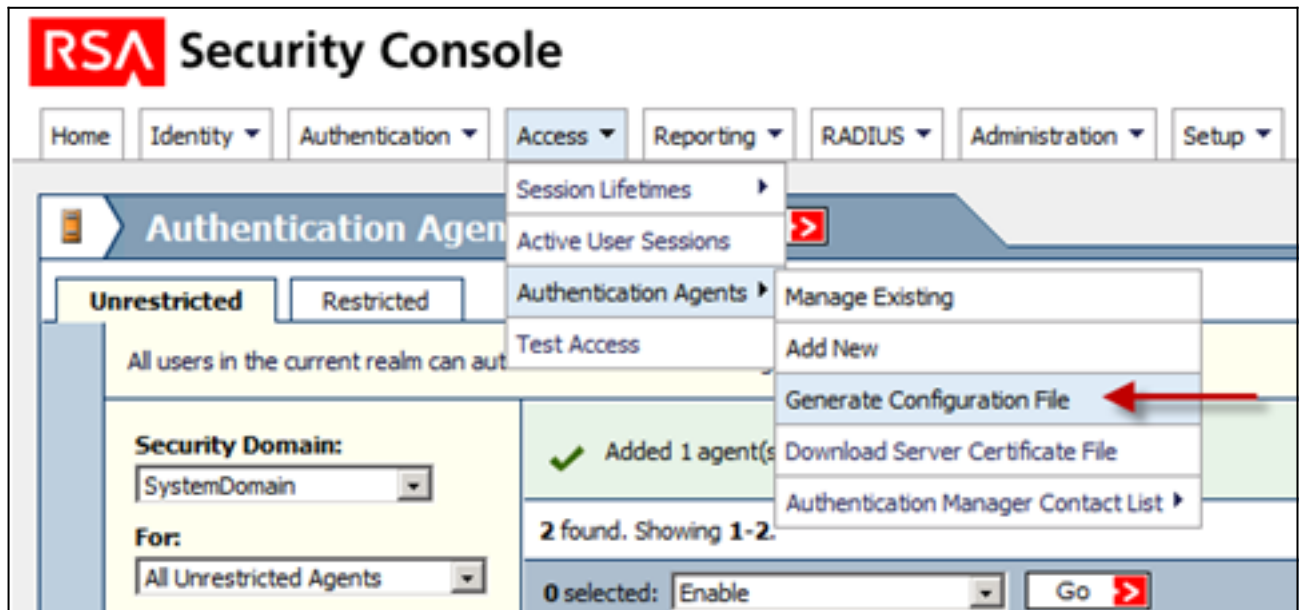 RSA Security Console
Home Identity Authentication Access Reporting RADIUS Administration Setup
Session Lifetimes
Authentication Agen
Active User Sessions
Unrestricted Restricted
Authentication Agents
Manage Existing
Test Access
Add New
All users in the current realm can aut
Generate Configuration File
Security Domain:
Added 1 agent(s
Download Server Certificate File
SystemDomain
Authentication Manager Contact List
For:
2 found. Showing 1-2.
All Unrestricted Agents
0 selected: Enable Go